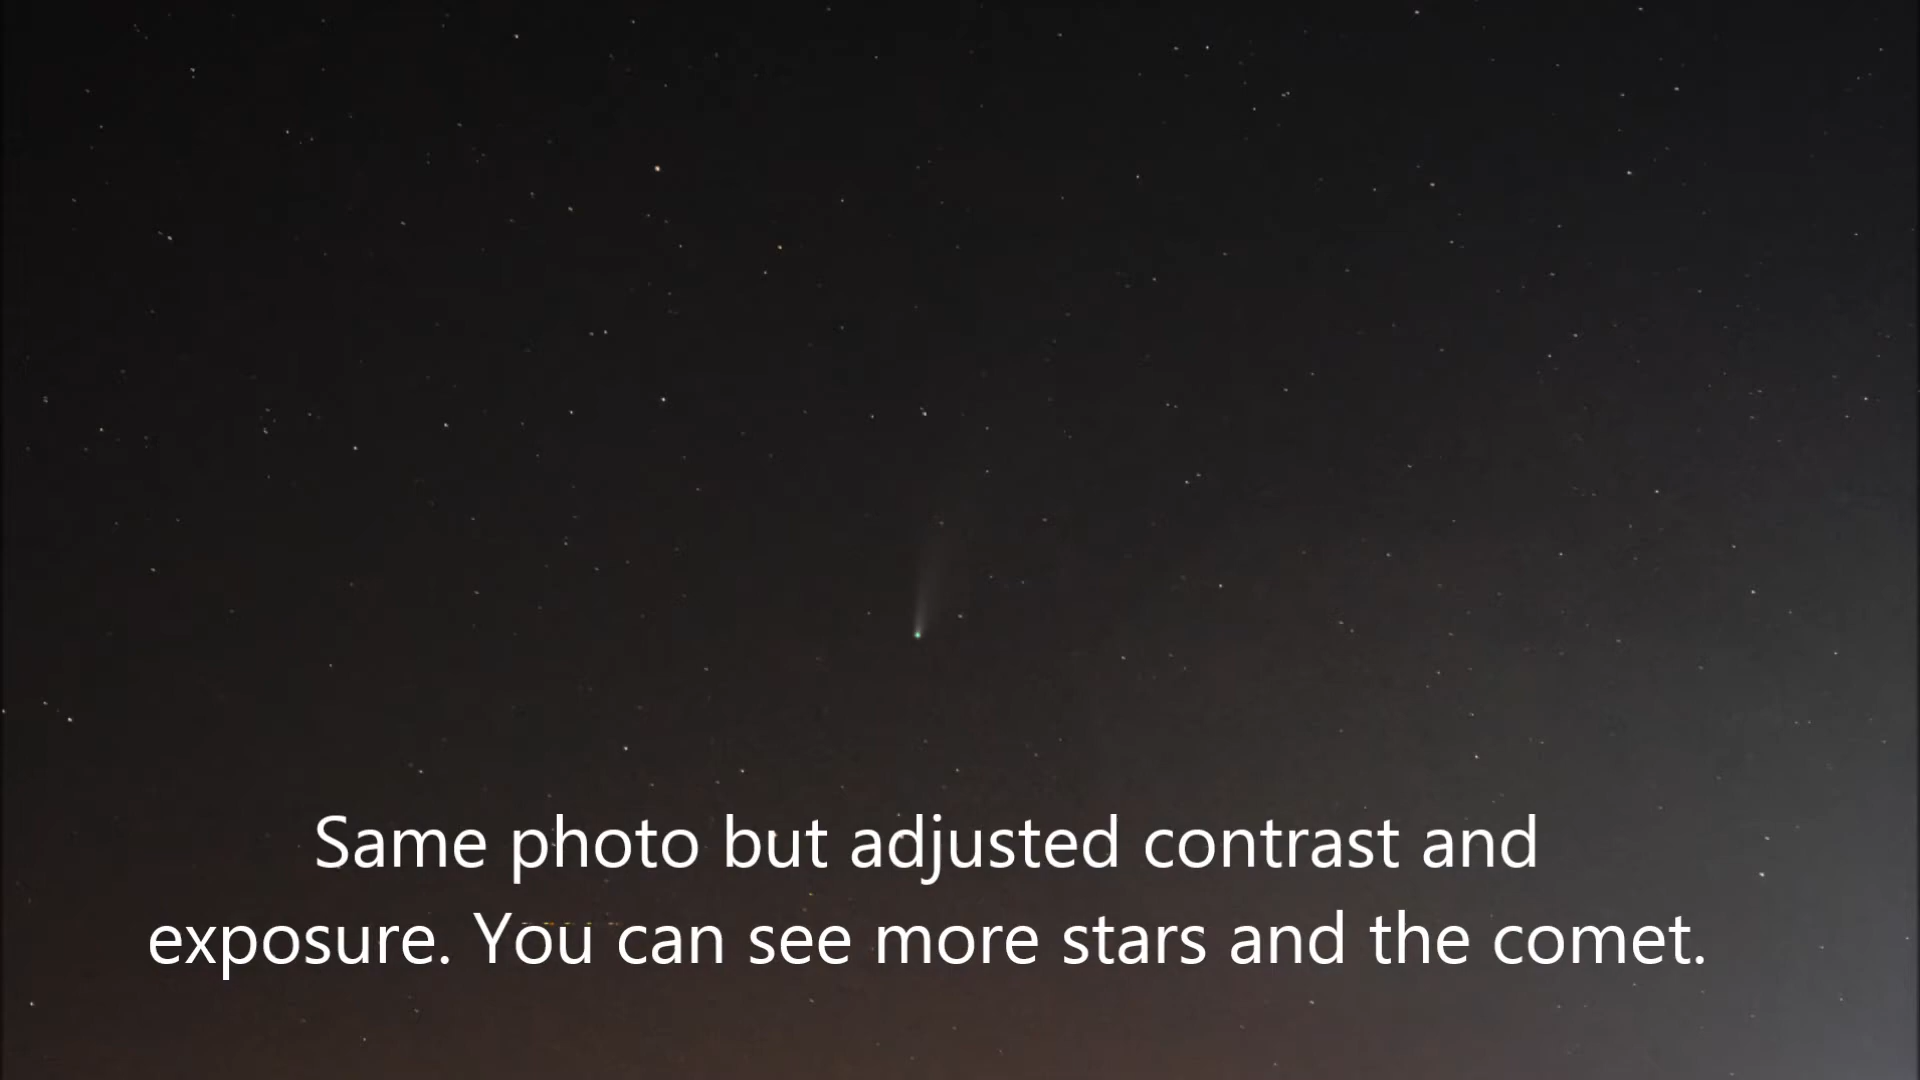 Same photo but adjusted contrast and
exposure. You can see more stars and the comet.